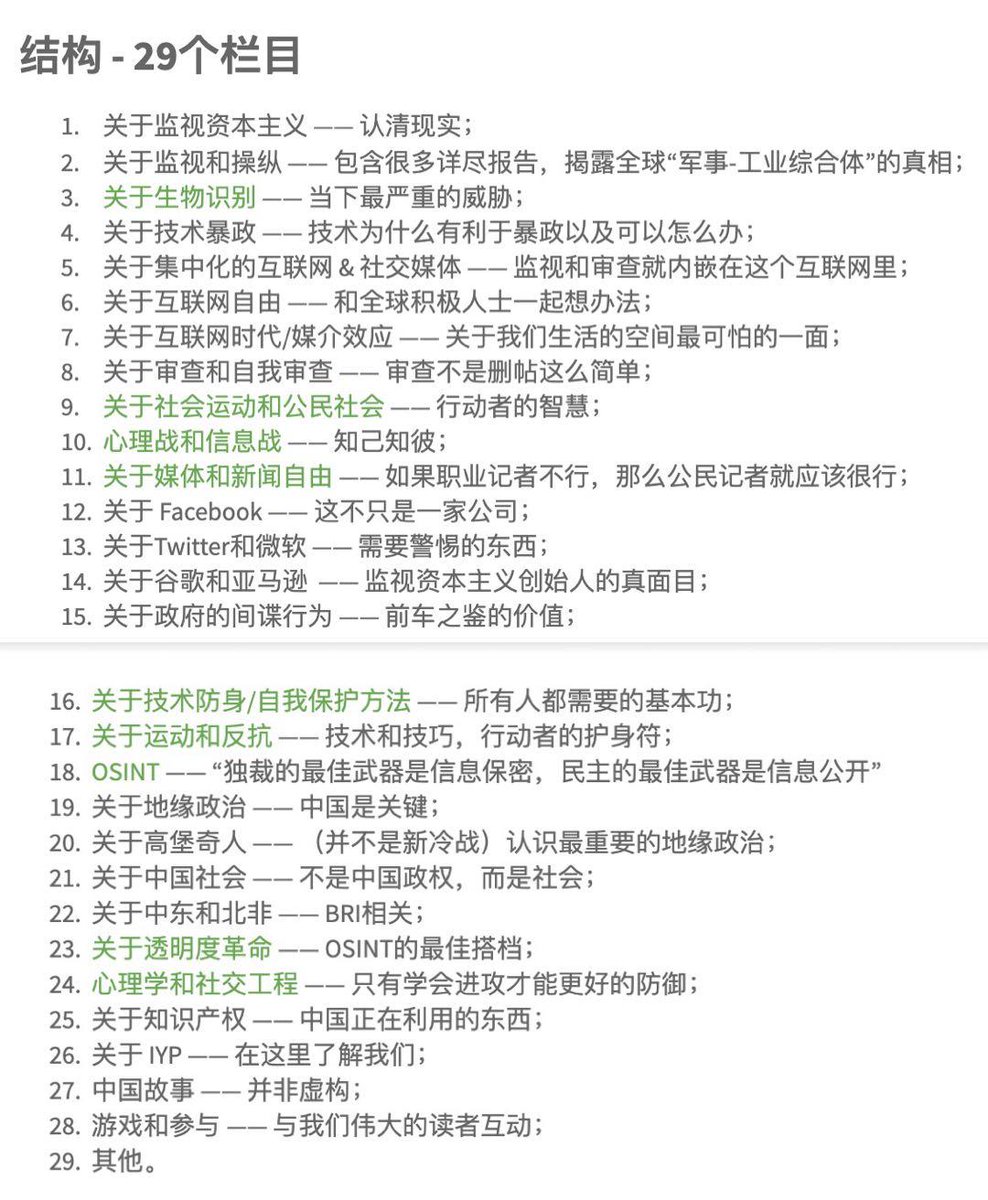 结构 - 29个栏目
1. 关于监视资本主义 —— 认清现实；
2. 关于监视和操纵 —— 包含很多详尽报告，揭露全球“军事-工业综合体”的真相；
3. 关于生物识别 —— 当下最严重的威胁；
4. 关于技术暴政 —— 技术为什么有利于暴政以及可以怎么办；
5. 关于集中化的互联网 & 社交媒体 —— 监视和审查就内嵌在这个互联网里；
6. 关于互联网自由 —— 和全球积极人士一起想办法；
7. 关于互联网时代/媒介效应 —— 关于我们生活的空间最可怕的一面；
8. 关于审查和自我审查 —— 审查不是删帖这么简单；
9. 关于社会运动和公民社会 —— 行动者的智慧；
10. 心理战和信息战 —— 知己知彼；
11. 关于媒体和新闻自由 —— 如果职业记者不行，那么公民记者就应该很行；
12. 关于 Facebook —— 这不只是一家公司；
13. 关于Twitter和微软 —— 需要警惕的东西；
14. 关于谷歌和亚马逊 —— 监视资本主义创始人的真面目；
15. 关于政府的间谍行为 —— 前车之鉴的价值；
16. 关于技术防身/自我保护方法 —— 所有人都需要的基本功；
17. 关于运动和反抗 —— 技术和技巧，行动者的护身符；
18. OSINT —— “独裁的最佳武器是信息保密，民主的最佳武器是信息公开”
19. 关于地缘政治 —— 中国是关键；
20. 关于高堡奇人 —— （并不是新冷战）认识最重要的地缘政治；
21. 关于中国社会 —— 不是中国政权，而是社会；
22. 关于中东和北非 —— BRI相关；
23. 关于透明度革命 —— OSINT的最佳搭档；
24. 心理学和社交工程 —— 只有学会进攻才能更好的防御；
25. 关于知识产权 —— 中国正在利用的东西；
26. 关于 IYP —— 在这里了解我们；
27. 中国故事 —— 并非虚构；
28. 游戏和参与 —— 与我们伟大的读者互动；
29. 其他。